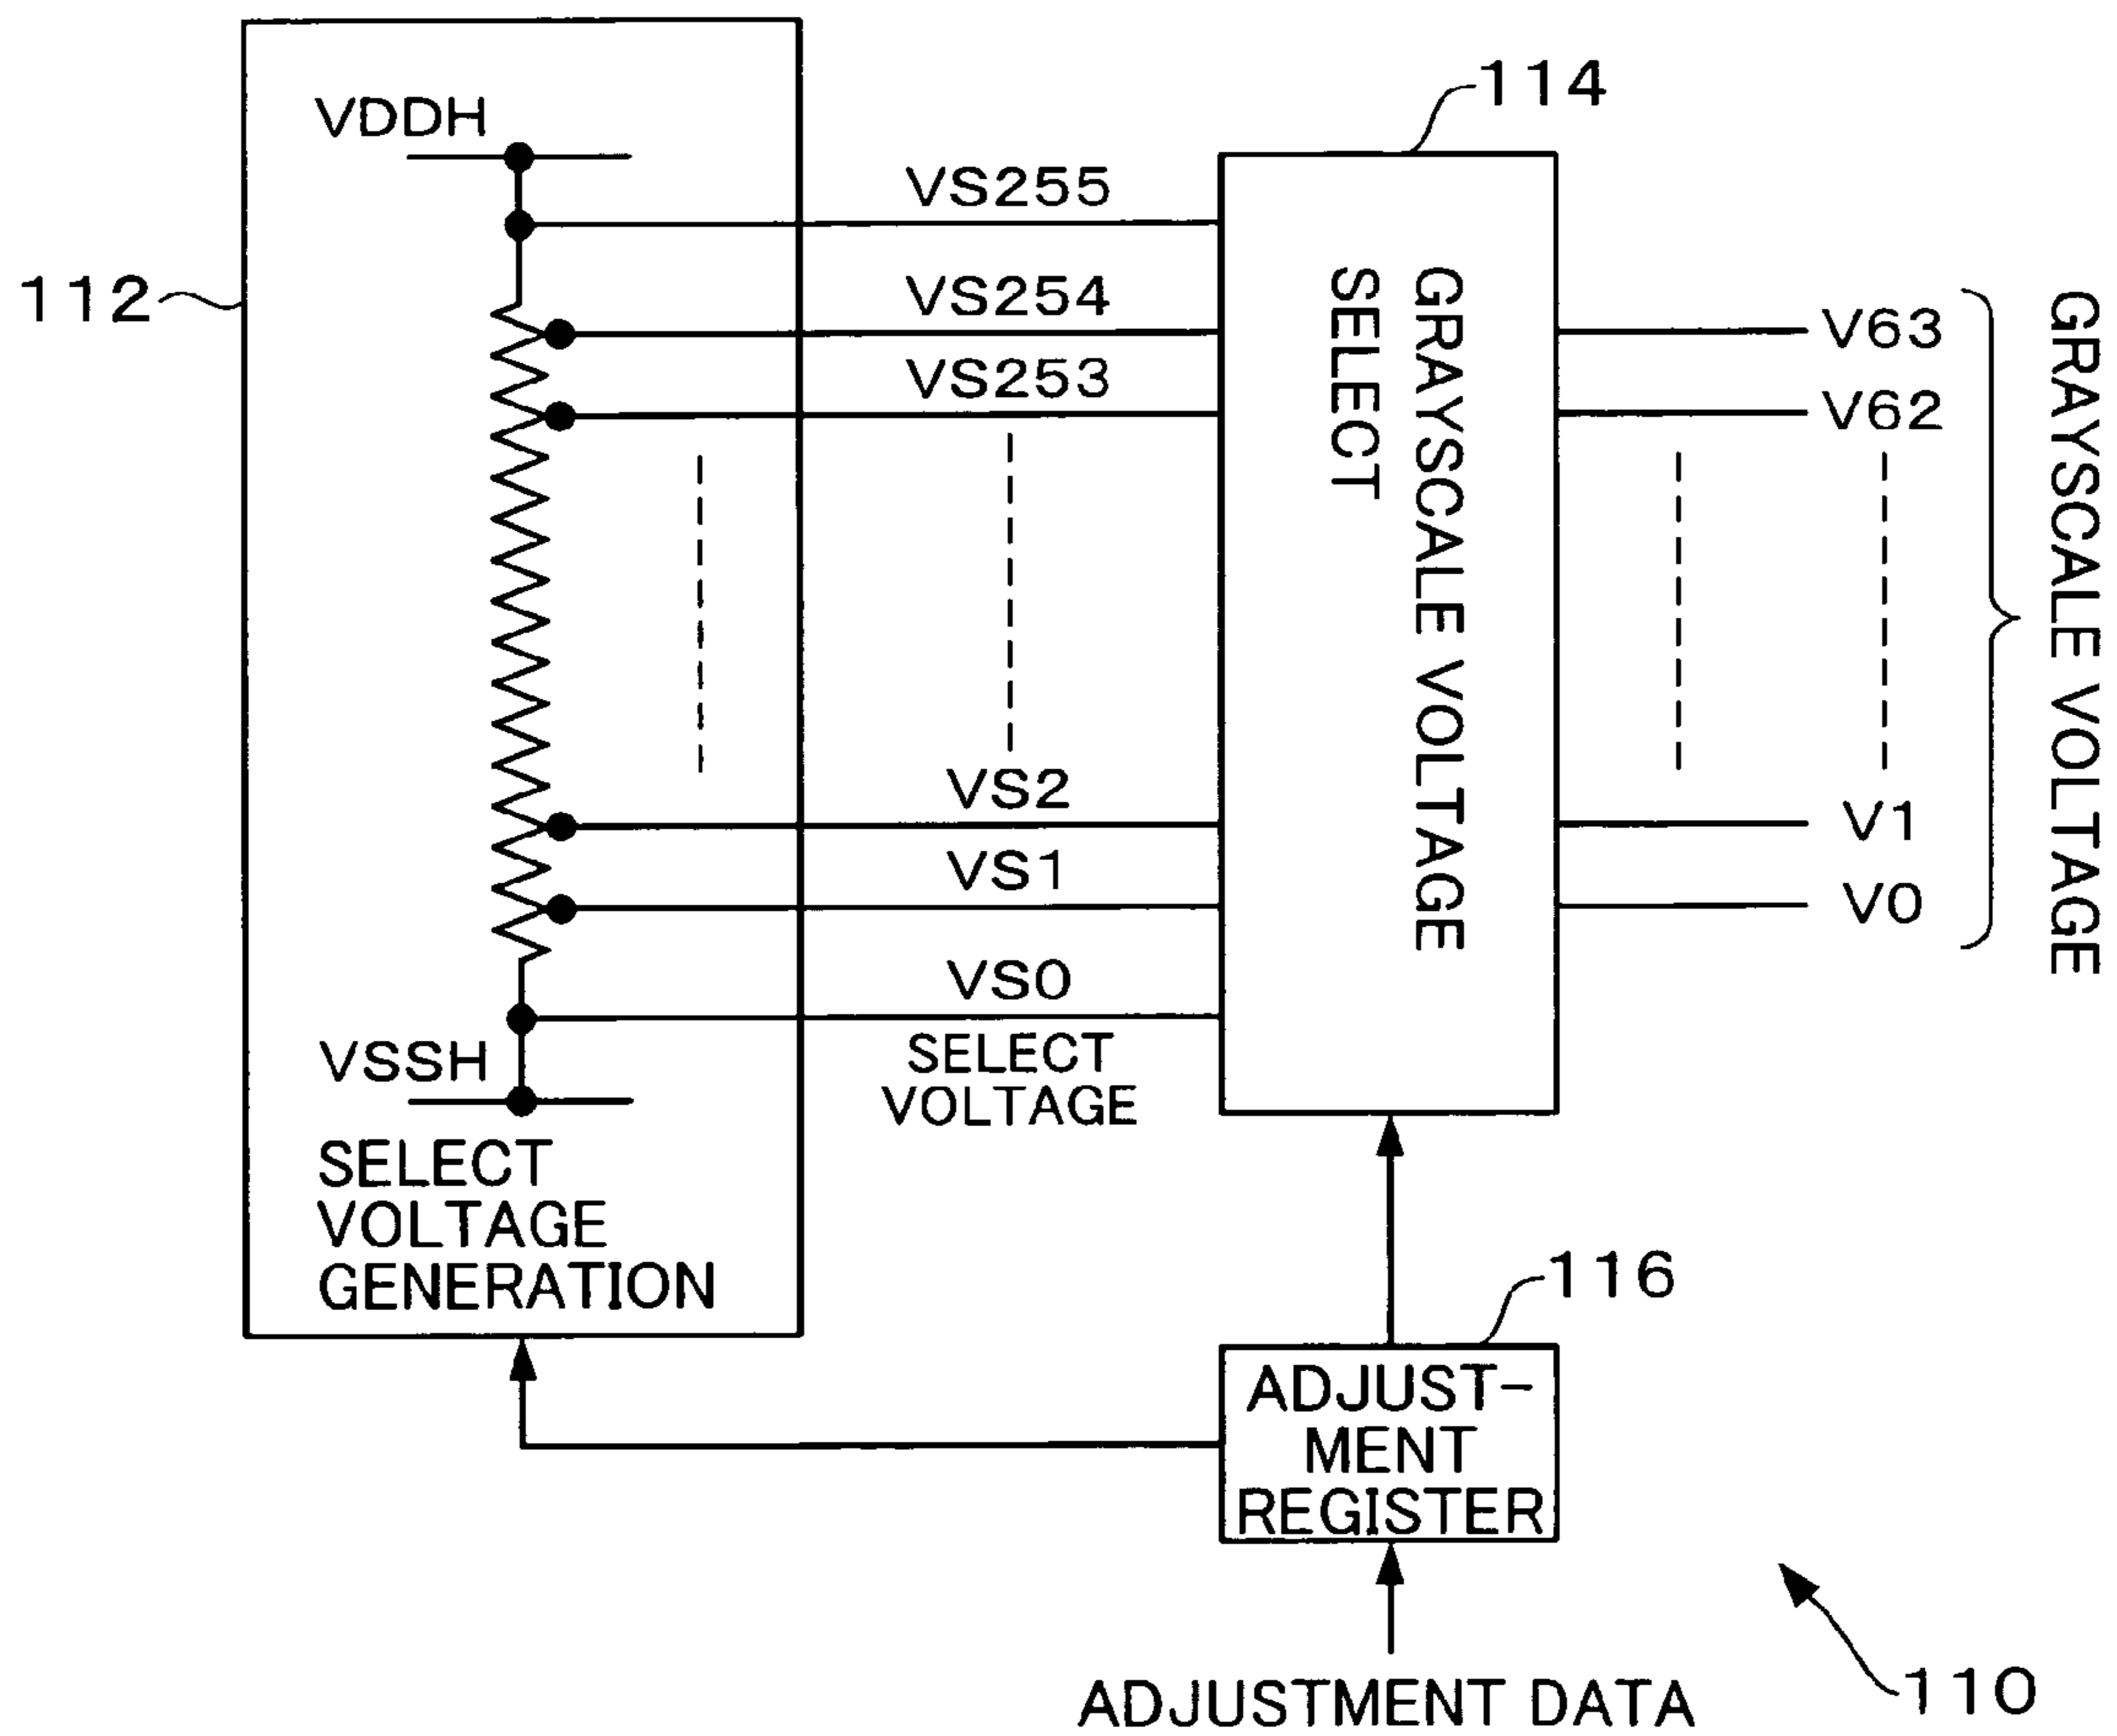 114
VDDH
VS255
112
VS254
VS253
GRAYSCALE VOLTAGE
SELECT
V63
V62
GRAYSCALE VOLTAGE
VS2
V1
VS1
V0
VS0
SELECT
VOLTAGE
VSSH
SELECT
VOLTAGE
GENERATION
116
ADJUST-
MENT
REGISTER
ADJUSTMENT DATA
110